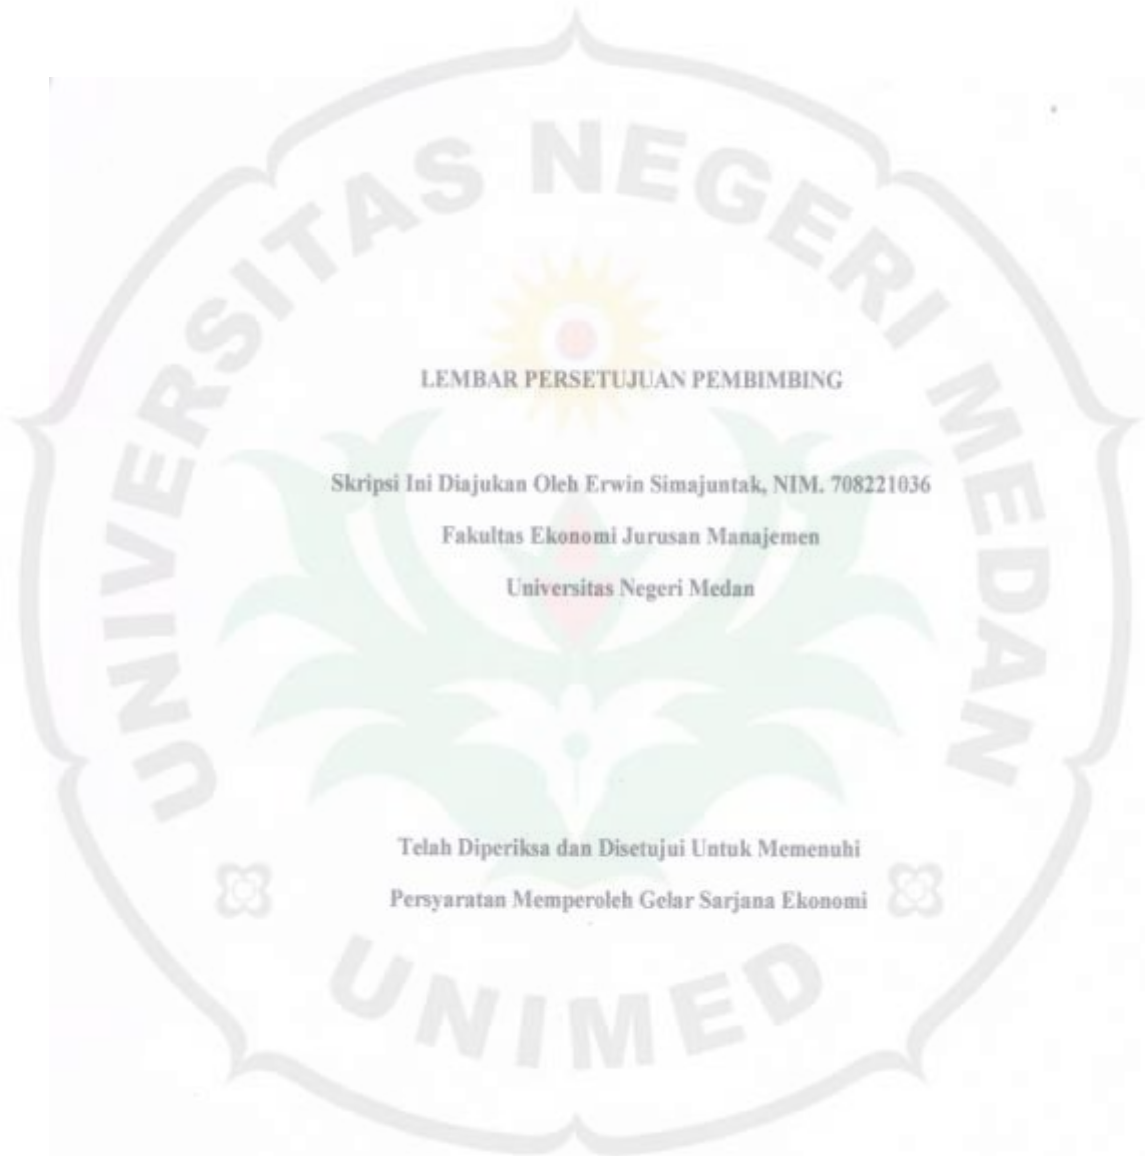 UNIVERSITAS NEGERI MEDAN
LEMBAR PERSETUJUAN PEMBIMBING
Skripsi Ini Diajukan Oleh Erwin Simajuntak, NIM. 708221036
Fakultas Ekonomi Jurusan Manajemen
Universitas Negeri Medan
Telah Diperiksa dan Disetujui Untuk Memenuhi
Persyaratan Memperoleh Gelar Sarjana Ekonomi
UNIMED